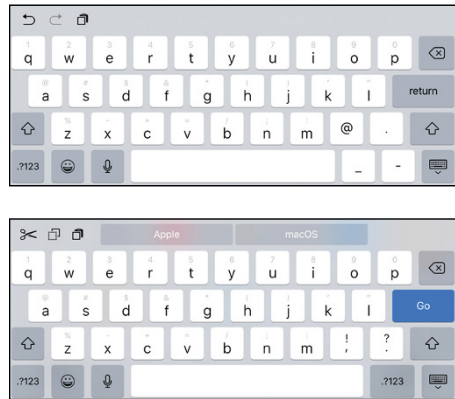 1 2 3 4 5 6 7 8 9 0
q w e r t y u i o p
@ # $ & * ( ) ' "
a s d f g h j k l return
% - + = / ; :
z x c v b n m @ .
.?123 _ -
Apple macOS
1 2 3 4 5 6 7 8 9 0
q w e r t y u i o p
@ # $ & * ( ) ' "
a s d f g h j k l Go
% - + = / ; : ! ?
z x c v b n m , .
.?123 .?123